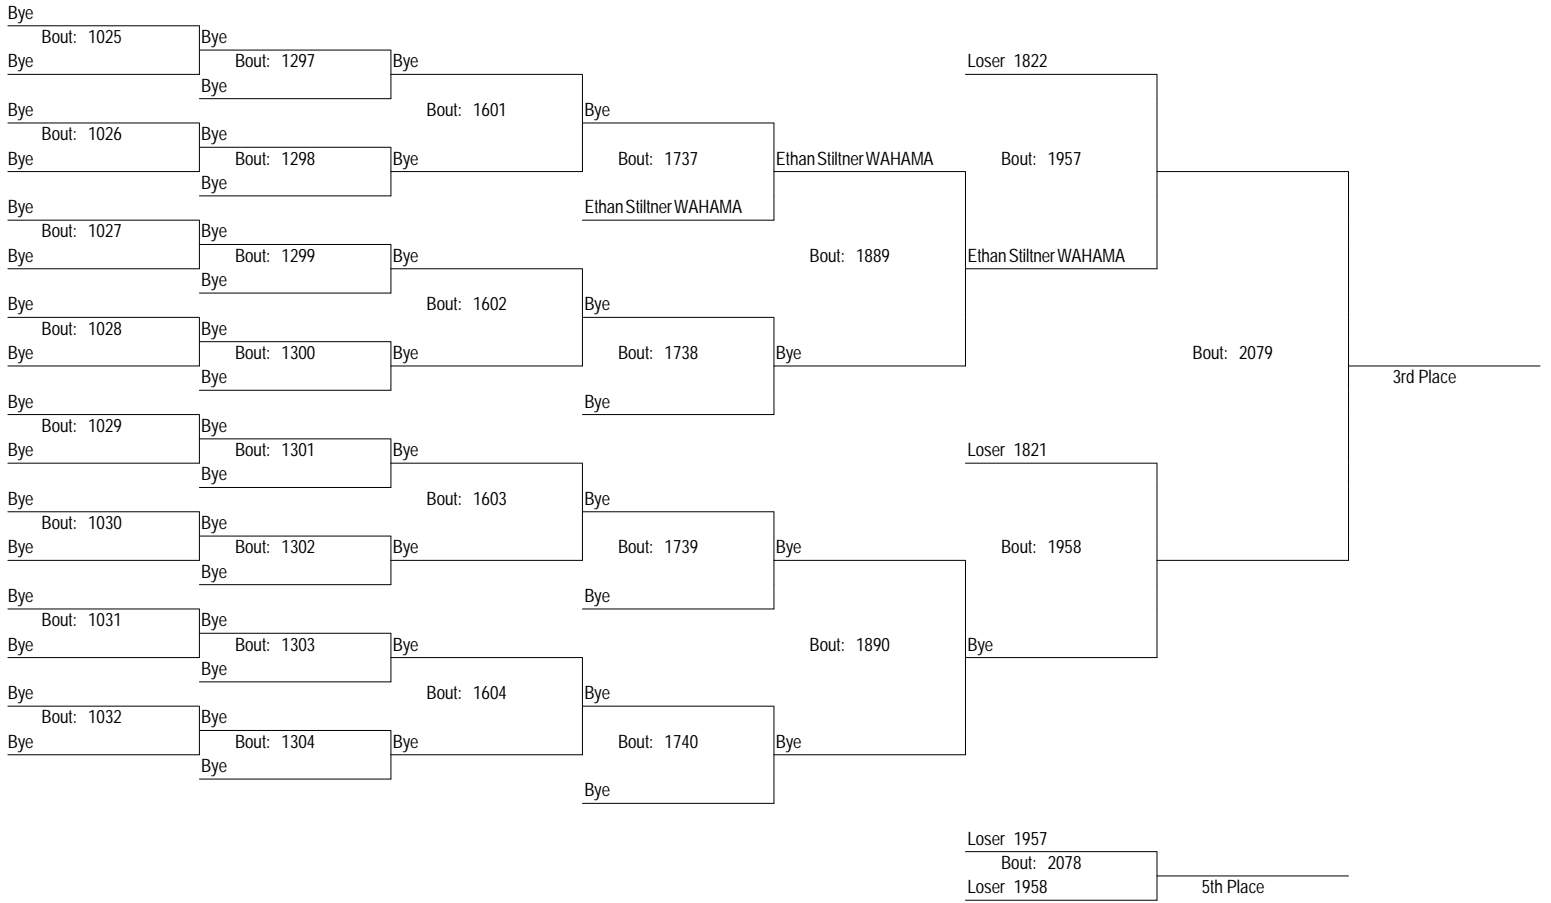 Bye
Bout: 1025
Bye
Bye
Bout: 1297
Bye
Bye
Loser 1822
Bye
Bout: 1601
Bye
Bye
Bout: 1026
Bye
Bye
Bout: 1298
Bye
Bye
Bout: 1737
Ethan Stiltner WAHAMA
Bout: 1957
Bye
Ethan Stiltner WAHAMA
Bout: 1027
Bye
Bye
Bout: 1299
Bye
Bye
Bout: 1889
Ethan Stiltner WAHAMA
Bye
Bout: 1602
Bye
Bye
Bout: 1028
Bye
Bye
Bout: 1300
Bye
Bye
Bout: 1738
Bye
Bout: 2079
3rd Place
Bye
Bye
Bout: 1029
Bye
Bye
Bout: 1301
Bye
Bye
Loser 1821
Bye
Bout: 1603
Bye
Bye
Bout: 1030
Bye
Bye
Bout: 1302
Bye
Bye
Bout: 1739
Bye
Bout: 1958
Bye
Bye
Bout: 1031
Bye
Bye
Bout: 1303
Bye
Bye
Bout: 1890
Bye
Bye
Bout: 1604
Bye
Bye
Bout: 1032
Bye
Bye
Bout: 1304
Bye
Bye
Bout: 1740
Bye
Bye
Loser 1957
Bout: 2078
Loser 1958
5th Place